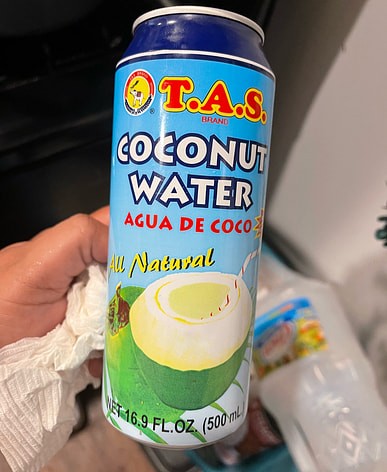 T.A.S.
BRAND
®
COCONUT
WATER
AGUA DE COCO
All Natural
NET 16.9 FL.OZ. (500 mL